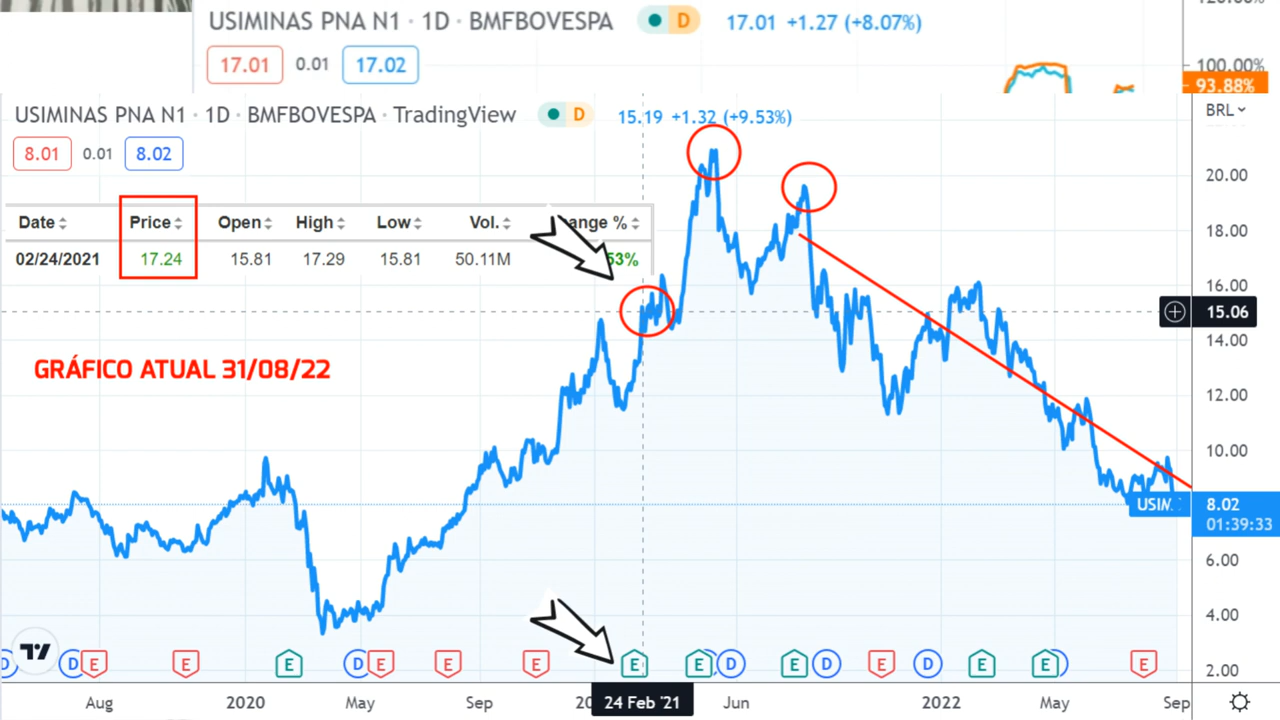 USIMINAS PNA N1 · 1D · BMFBOVESPA D 17.01 +1.27 (+8.07%)
17.01 0.01 17.02
100.00%
93.88%
USIMINAS PNA N1 · 1D · BMFBOVESPA · TradingView D 15.19 +1.32 (+9.53%)
BRL
8.01 0.01 8.02
20.00
Date Price Open High Low Vol. ange %
02/24/2021 17.24 15.81 17.29 15.81 50.11M 53%
18.00
16.00
15.06
14.00
GRÁFICO ATUAL 31/08/22
12.00
10.00
USIM 8.02
01:39:33
6.00
4.00
2.00
D D E E E D E E E E E D E D E D E E E
Aug 2020 May Sep 20 24 Feb '21 Jun 2022 May Sep